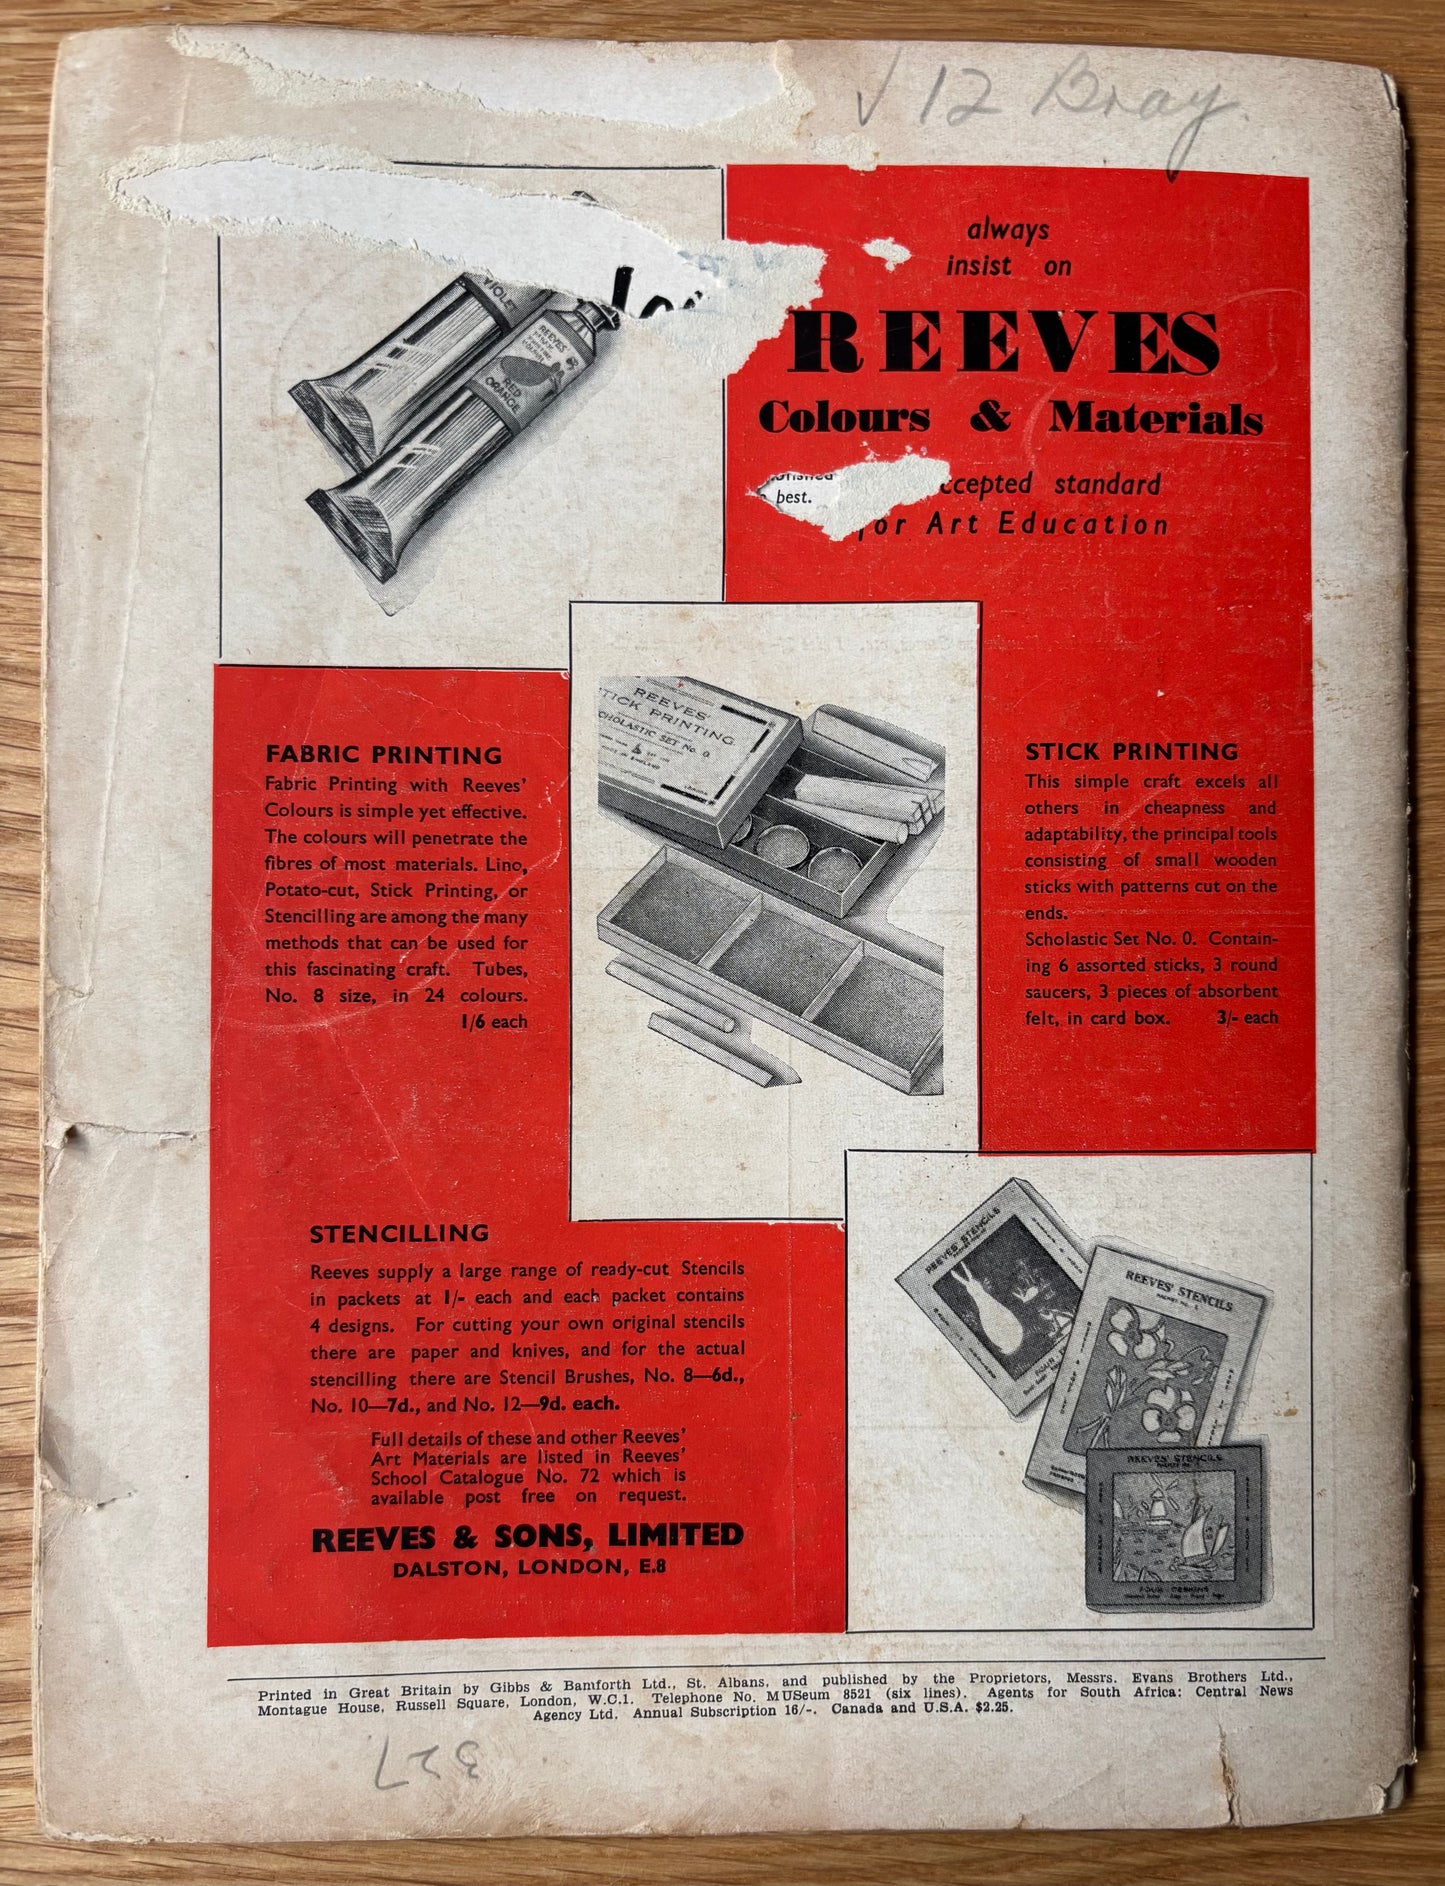 √ 12 Bray.
always
insist on
REEVES
Colours & Materials
best.
ccepted standard
for Art Education
VIOLET
REEVES
RED
ORANGE
REEVES'
TICK PRINTING
CHOLASTIC SET No. 0.
FABRIC PRINTING
Fabric Printing with Reeves'
Colours is simple yet effective.
The colours will penetrate the
fibres of most materials. Lino,
Potato-cut, Stick Printing, or
Stencilling are among the many
methods that can be used for
this fascinating craft. Tubes,
No. 8 size, in 24 colours.
1/6 each
STICK PRINTING
This simple craft excels all
others in cheapness and
adaptability, the principal tools
consisting of small wooden
sticks with patterns cut on the
ends.
Scholastic Set No. 0. Contain-
ing 6 assorted sticks, 3 round
saucers, 3 pieces of absorbent
felt, in card box. 3/- each
STENCILLING
Reeves supply a large range of ready-cut Stencils
in packets at 1/- each and each packet contains
4 designs. For cutting your own original stencils
there are paper and knives, and for the actual
stencilling there are Stencil Brushes, No. 8—6d.,
No. 10—7d., and No. 12—9d. each.
Full details of these and other Reeves'
Art Materials are listed in Reeves'
School Catalogue No. 72 which is
available post free on request.
REEVES & SONS, LIMITED
DALSTON, LONDON, E.8
REEVES' STENCILS
REEVES' STENCILS
REEVES' STENCILS
FOUR DESIGNS
Printed in Great Britain by Gibbs & Bamforth Ltd., St. Albans, and published by the Proprietors, Messrs. Evans Brothers Ltd.,
Montague House, Russell Square, London, W.C.1. Telephone No. MUSeum 8521 (six lines). Agents for South Africa: Central News
Agency Ltd. Annual Subscription 16/-. Canada and U.S.A. $2.25.
327